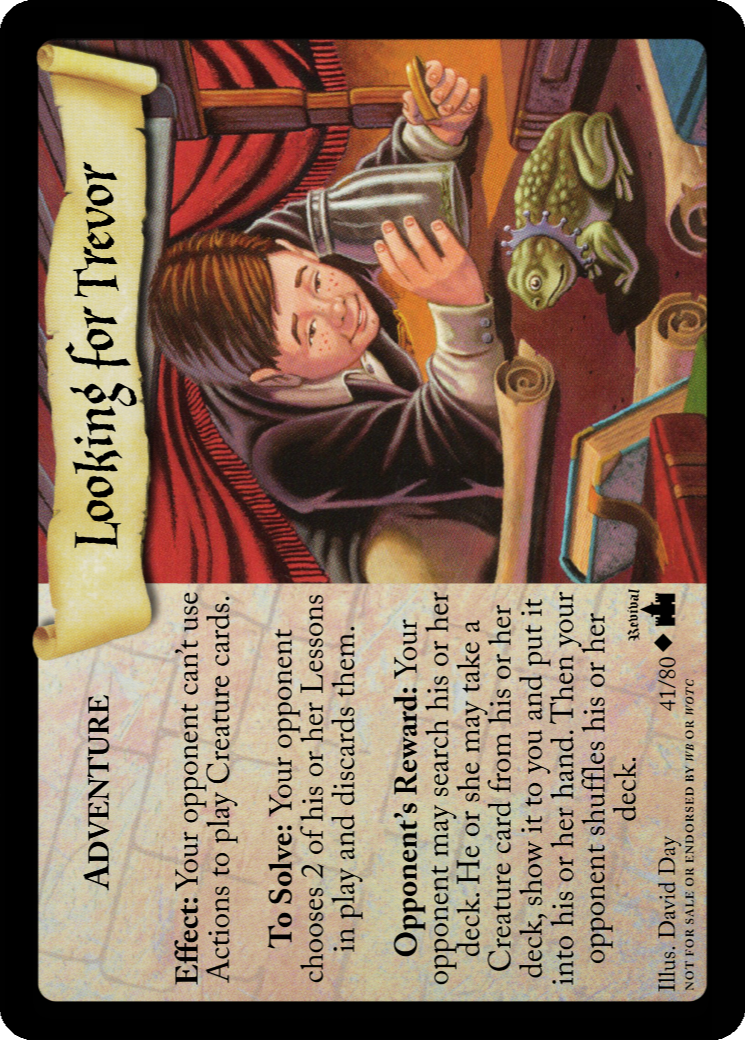 Looking for Trevor
ADVENTURE
Effect: Your opponent can't use
Actions to play Creature cards.
To Solve: Your opponent
chooses 2 of his or her Lessons
in play and discards them.
Opponent's Reward: Your
opponent may search his or her
deck. He or she may take a
Creature card from his or her
deck, show it to you and put it
into his or her hand. Then your
opponent shuffles his or her
deck.
Revival
Illus. David Day 41/80
NOT FOR SALE OR ENDORSED BY WB OR WOTC